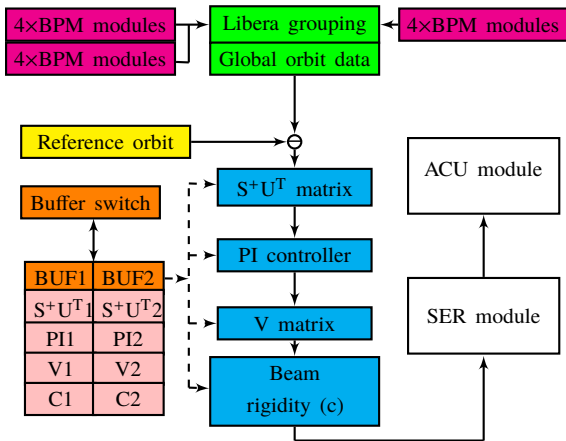 4×BPM modules
Libera grouping
4×BPM modules
4×BPM modules
Global orbit data
Reference orbit
⊖
S⁺Uᵀ matrix
ACU module
Buffer switch
PI controller
BUF1 BUF2
S⁺Uᵀ1 S⁺Uᵀ2
V matrix
SER module
PI1 PI2
V1 V2
Beam
rigidity (c)
C1 C2